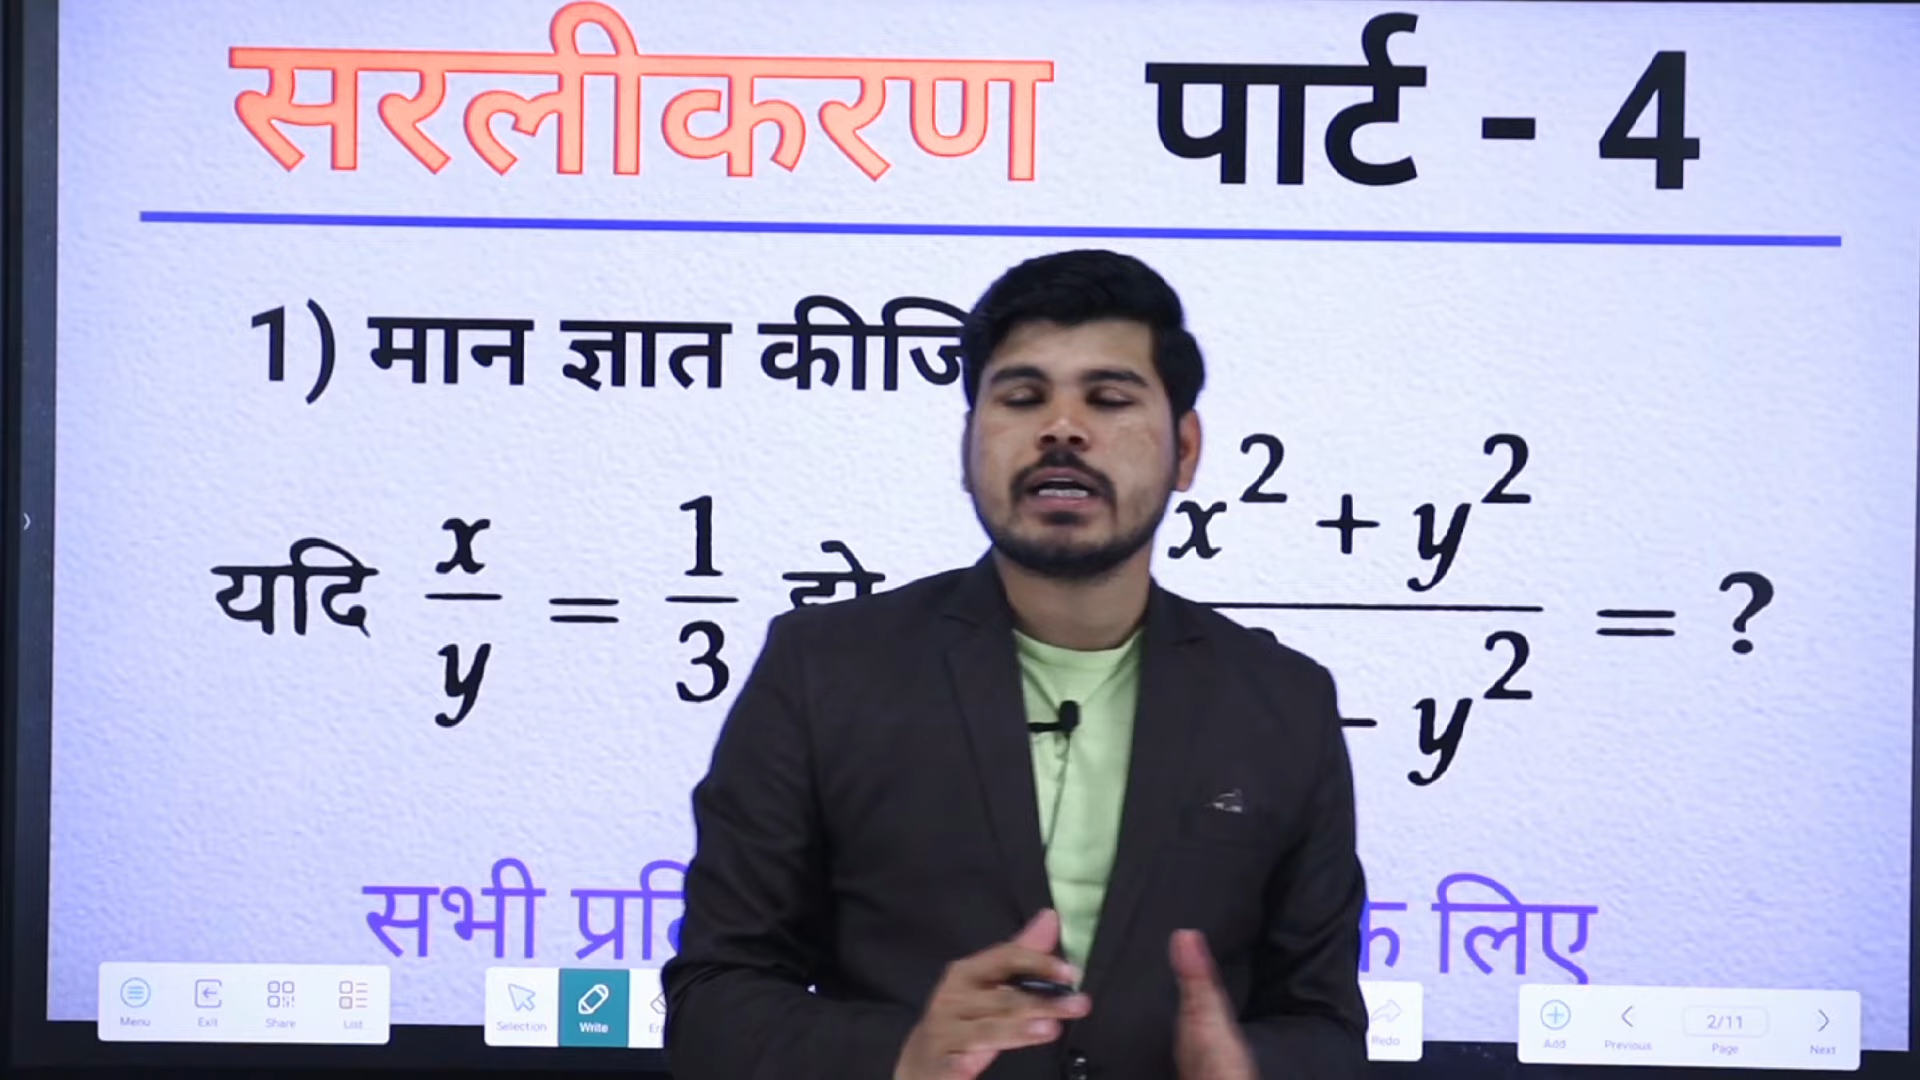 सरलीकरण पार्ट - 4
1) मान ज्ञात
यदि x/y = 1/3 हो x² + y² / - y² = ?
सभी के लिए
Menu Exit Share List Selection Write Redo Add Previous 2/11 Page Next